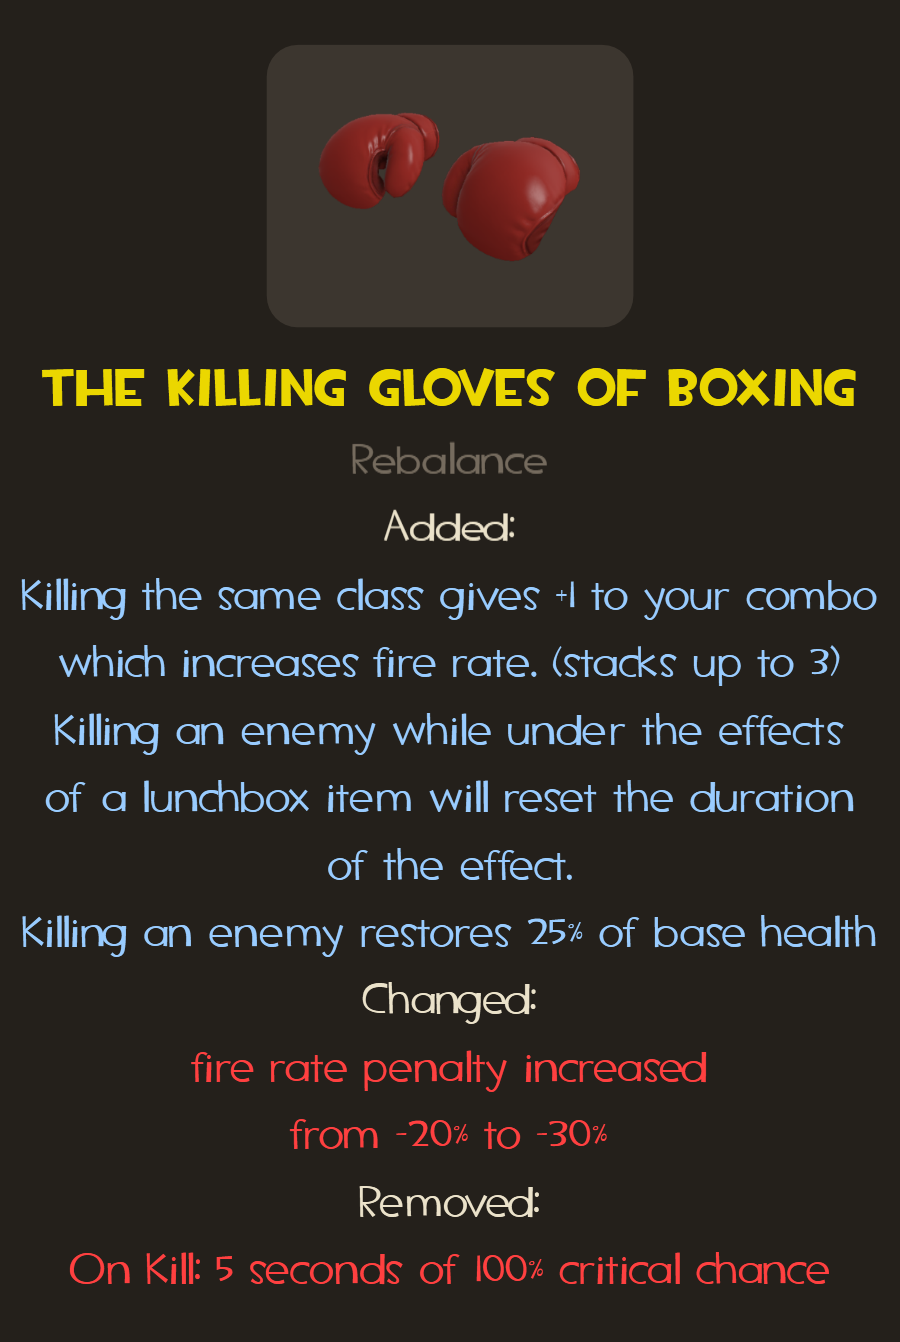 THE KILLING GLOVES OF BOXING
Rebalance
Added:
Killing the same class gives +1 to your combo
which increases fire rate. (stacks up to 3)
Killing an enemy while under the effects
of a lunchbox item will reset the duration
of the effect.
Killing an enemy restores 25% of base health
Changed:
fire rate penalty increased
from -20% to -30%
Removed:
On Kill: 5 seconds of 100% critical chance